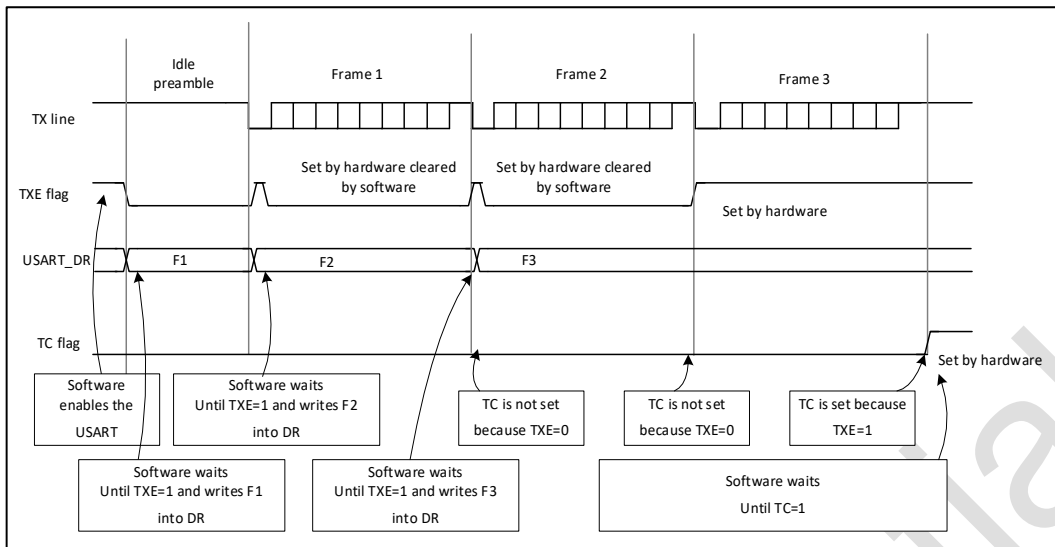 Idle
preamble
Frame 1
Frame 2
Frame 3
TX line
Set by hardware cleared
by software
Set by hardware cleared
by software
TXE flag
Set by hardware
USART_DR
F1
F2
F3
TC flag
Set by hardware
Software
enables the
USART
Software waits
Until TXE=1 and writes F2
into DR
TC is not set
because TXE=0
TC is not set
because TXE=0
TC is set because
TXE=1
Software waits
Until TXE=1 and writes F1
into DR
Software waits
Until TXE=1 and writes F3
into DR
Software waits
Until TC=1